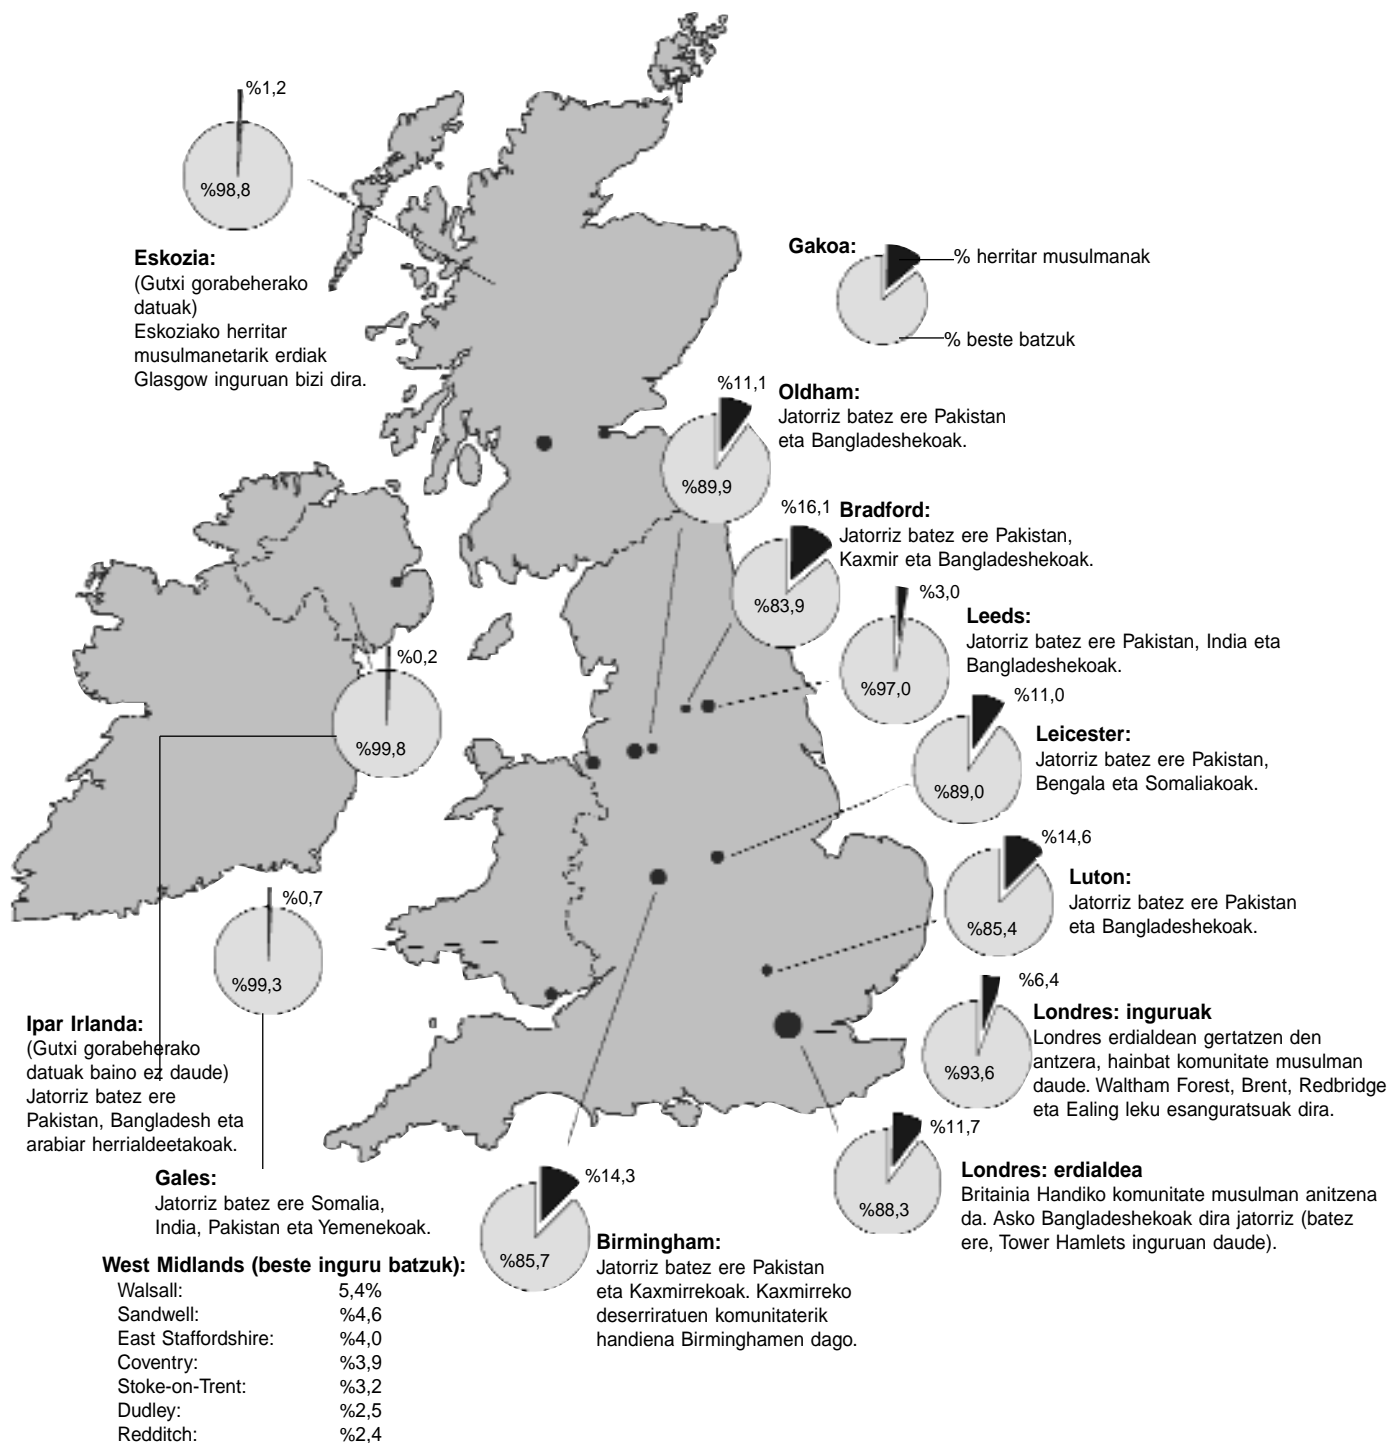 %1,2
%98,8
Eskozia:
(Gutxi gorabeherako
datuak)
Eskoziako herritar
musulmanetarik erdiak
Glasgow inguruan bizi dira.
Gakoa:
% herritar musulmanak
% beste batzuk
%11,1
%89,9
Oldham:
Jatorriz batez ere Pakistan
eta Bangladeshekoak.
%16,1
%83,9
Bradford:
Jatorriz batez ere Pakistan,
Kaxmir eta Bangladeshekoak.
%3,0
%97,0
Leeds:
Jatorriz batez ere Pakistan, India eta
Bangladeshekoak.
%0,2
%99,8
%11,0
%89,0
Leicester:
Jatorriz batez ere Pakistan,
Bengala eta Somaliakoak.
%14,6
%85,4
Luton:
Jatorriz batez ere Pakistan
eta Bangladeshekoak.
%0,7
%99,3
Ipar Irlanda:
(Gutxi gorabeherako
datuak baino ez daude)
Jatorriz batez ere
Pakistan, Bangladesh eta
arabiar herrialdeetakoak.
%6,4
%93,6
Londres: inguruak
Londres erdialdean gertatzen den
antzera, hainbat komunitate musulman
daude. Waltham Forest, Brent, Redbridge
eta Ealing leku esanguratsuak dira.
%11,7
%88,3
Londres: erdialdea
Britainia Handiko komunitate musulman anitzena
da. Asko Bangladeshekoak dira jatorriz (batez
ere, Tower Hamlets inguruan daude).
Gales:
Jatorriz batez ere Somalia,
India, Pakistan eta Yemenekoak.
%14,3
%85,7
Birmingham:
Jatorriz batez ere Pakistan
eta Kaxmirrekoak. Kaxmirreko
deserriratuen komunitaterik
handiena Birminghamen dago.
West Midlands (beste inguru batzuk):
Walsall: 5,4%
Sandwell: %4,6
East Staffordshire: %4,0
Coventry: %3,9
Stoke-on-Trent: %3,2
Dudley: %2,5
Redditch: %2,4